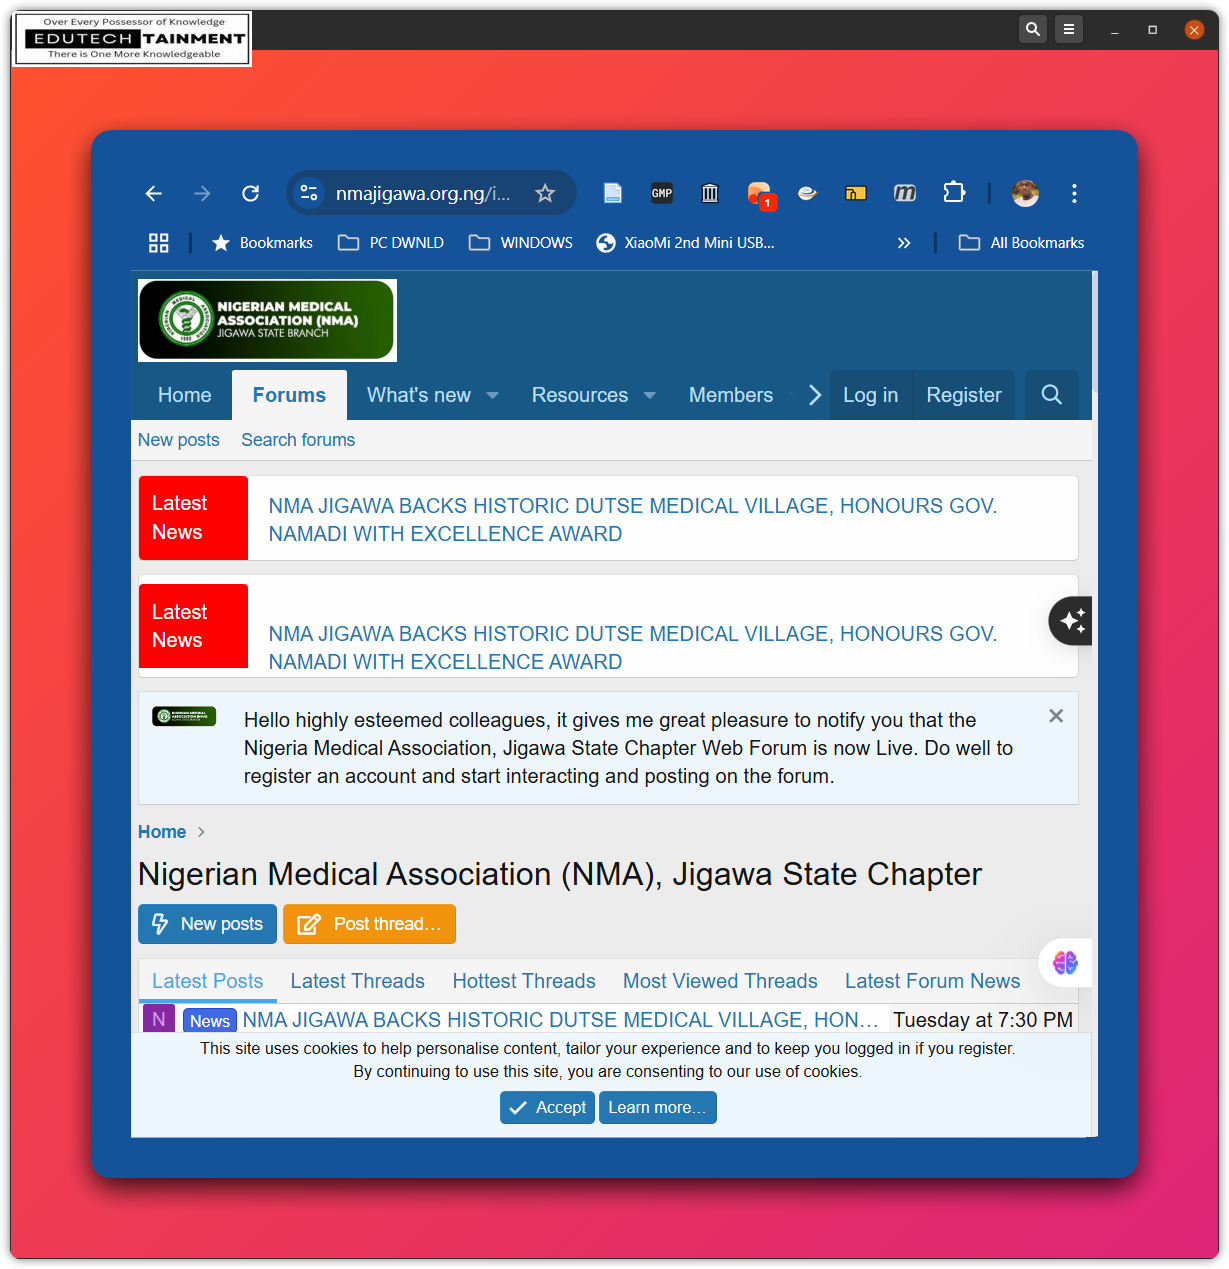 Over Every Possessor of Knowledge
EDUTECHTAINMENT
There is One More Knowledgeable
nmajigawa.org.ng/i...
GMP
1
n
m
Bookmarks
PC DWNLD
WINDOWS
XiaoMi 2nd Mini USB...
»
All Bookmarks
NIGERIAN MEDICAL
ASSOCIATION (NMA)
JIGAWA STATE BRANCH
Home
Forums
What's new
Resources
Members
Log in
Register
New posts
Search forums
Latest
News
NMA JIGAWA BACKS HISTORIC DUTSE MEDICAL VILLAGE, HONOURS GOV.
NAMADI WITH EXCELLENCE AWARD
Latest
News
NMA JIGAWA BACKS HISTORIC DUTSE MEDICAL VILLAGE, HONOURS GOV.
NAMADI WITH EXCELLENCE AWARD
Hello highly esteemed colleagues, it gives me great pleasure to notify you that the
Nigeria Medical Association, Jigawa State Chapter Web Forum is now Live. Do well to
register an account and start interacting and posting on the forum.
Home
Nigerian Medical Association (NMA), Jigawa State Chapter
New posts
Post thread...
Latest Posts
Latest Threads
Hottest Threads
Most Viewed Threads
Latest Forum News
N
News
NMA JIGAWA BACKS HISTORIC DUTSE MEDICAL VILLAGE, HON...
Tuesday at 7:30 PM
This site uses cookies to help personalise content, tailor your experience and to keep you logged in if you register.
By continuing to use this site, you are consenting to our use of cookies.
Accept
Learn more...